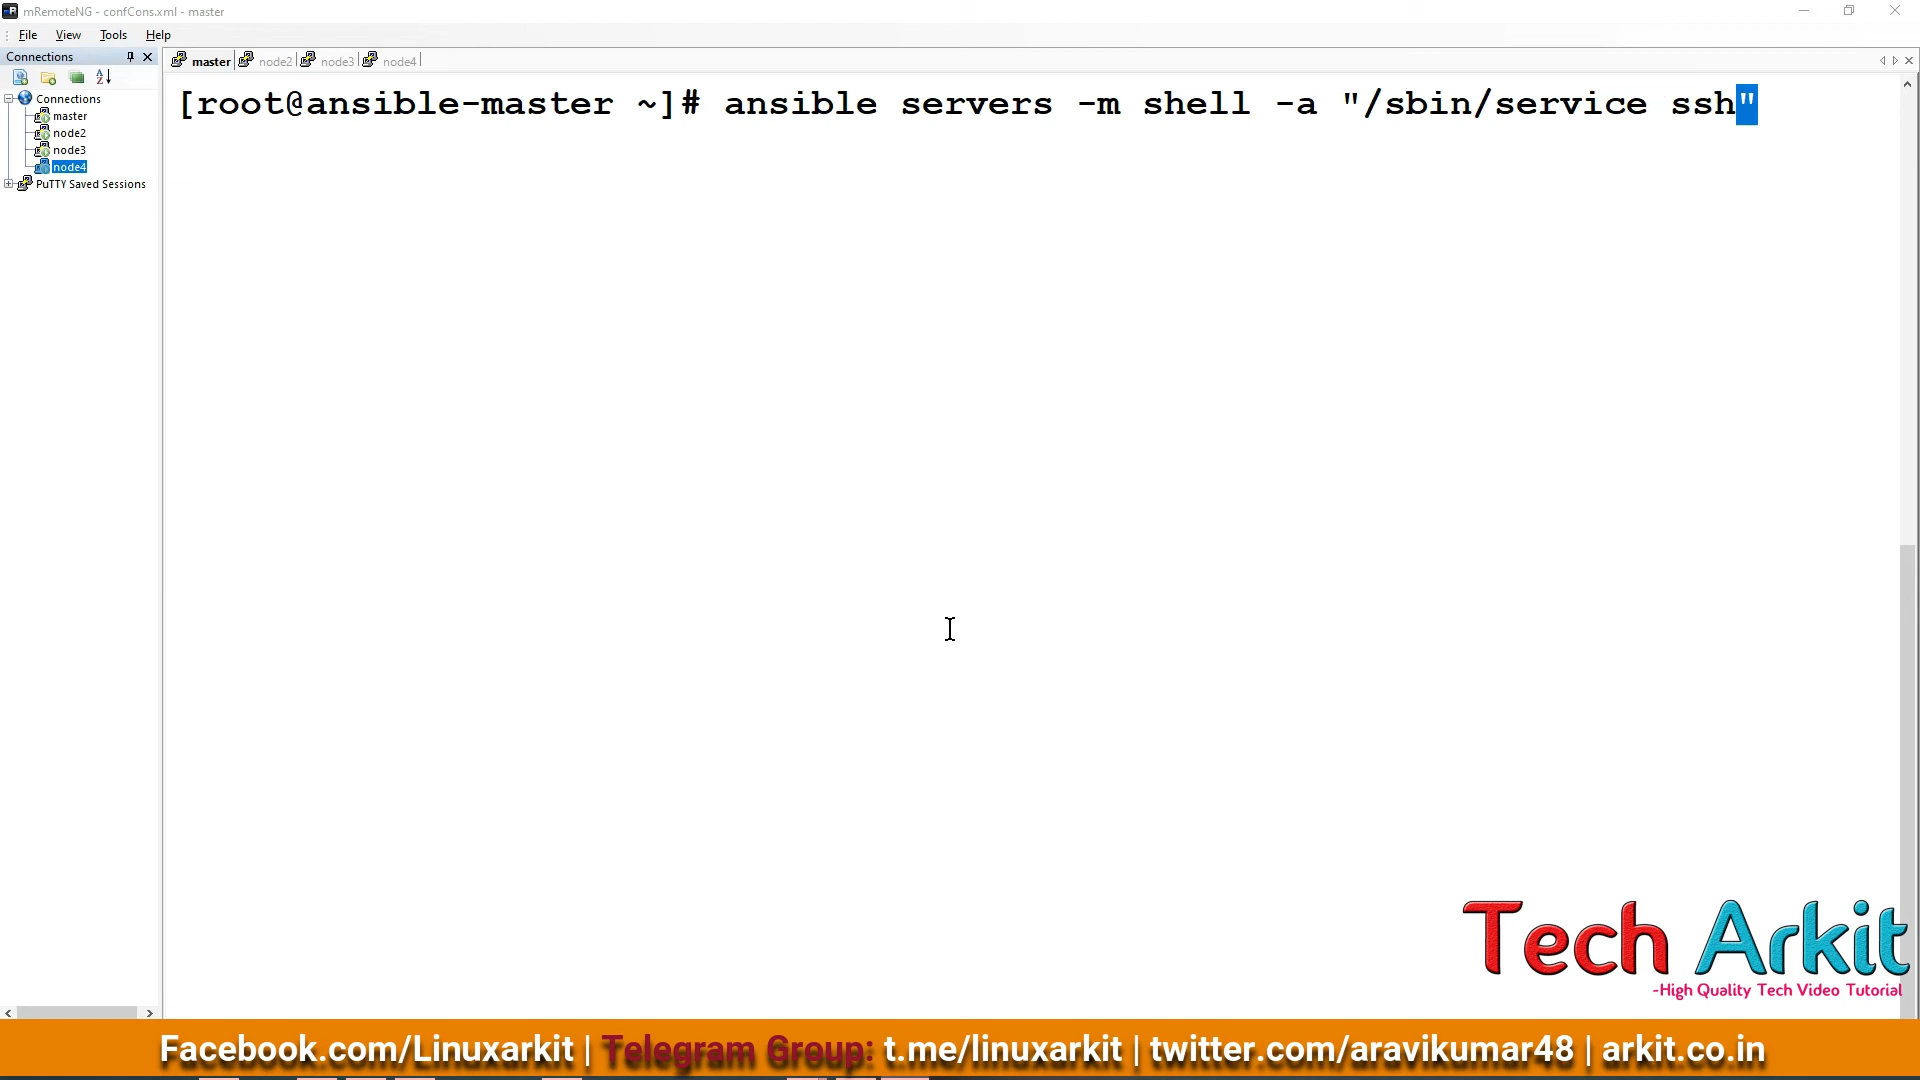 mRemoteNG - confCons.xml - master
File View Tools Help
Connections
master node2 node3 node4
Connections
master
node2
node3
node4
PuTTY Saved Sessions
[root@ansible-master ~]# ansible servers -m shell -a "/sbin/service ssh"
Tech Arkit
-High Quality Tech Video Tutorial
Facebook.com/Linuxarkit | Telegram Group: t.me/linuxarkit | twitter.com/aravikumar48 | arkit.co.in